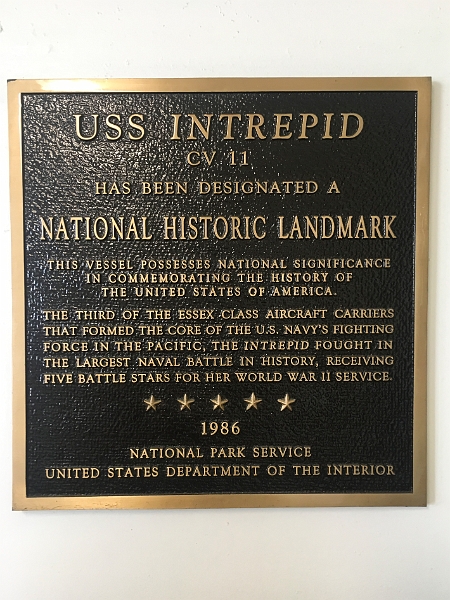 USS INTREPID
CV 11
HAS BEEN DESIGNATED A
NATIONAL HISTORIC LANDMARK
THIS VESSEL POSSESSES NATIONAL SIGNIFICANCE
IN COMMEMORATING THE HISTORY OF
THE UNITED STATES OF AMERICA.
THE THIRD OF THE ESSEX-CLASS AIRCRAFT CARRIERS
THAT FORMED THE CORE OF THE U.S. NAVY'S FIGHTING
FORCE IN THE PACIFIC, THE INTREPID FOUGHT IN
THE LARGEST NAVAL BATTLE IN HISTORY, RECEIVING
FIVE BATTLE STARS FOR HER WORLD WAR II SERVICE.
1986
NATIONAL PARK SERVICE
UNITED STATES DEPARTMENT OF THE INTERIOR